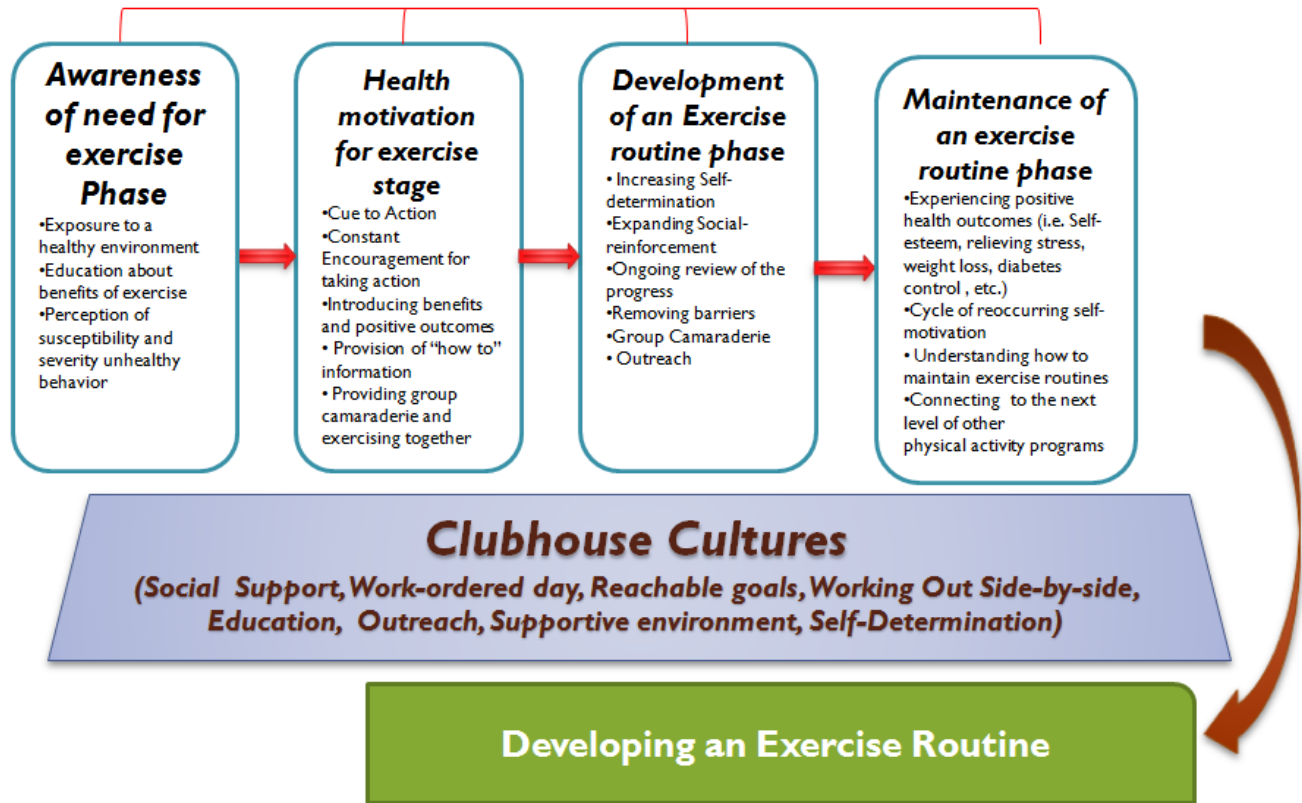 Awareness
of need for
exercise
Phase
•Exposure to a
healthy environment
•Education about
benefits of exercise
•Perception of
susceptibility and
severity unhealthy
behavior
Health
motivation
for exercise
stage
•Cue to Action
•Constant
Encouragement for
taking action
•Introducing benefits
and positive outcomes
• Provision of “how to”
information
• Providing group
camaraderie and
exercising together
Development
of an Exercise
routine phase
• Increasing Self-
determination
•Expanding Social-
reinforcement
•Ongoing review of the
progress
•Removing barriers
•Group Camaraderie
• Outreach
Maintenance of
an exercise
routine phase
•Experiencing positive
health outcomes (i.e. Self-
esteem, relieving stress,
weight loss, diabetes
control , etc.)
•Cycle of reoccurring self-
motivation
• Understanding how to
maintain exercise routines
•Connecting to the next
level of other
physical activity programs
Clubhouse Cultures
(Social Support, Work-ordered day, Reachable goals, Working Out Side-by-side,
Education, Outreach, Supportive environment, Self-Determination)
Developing an Exercise Routine